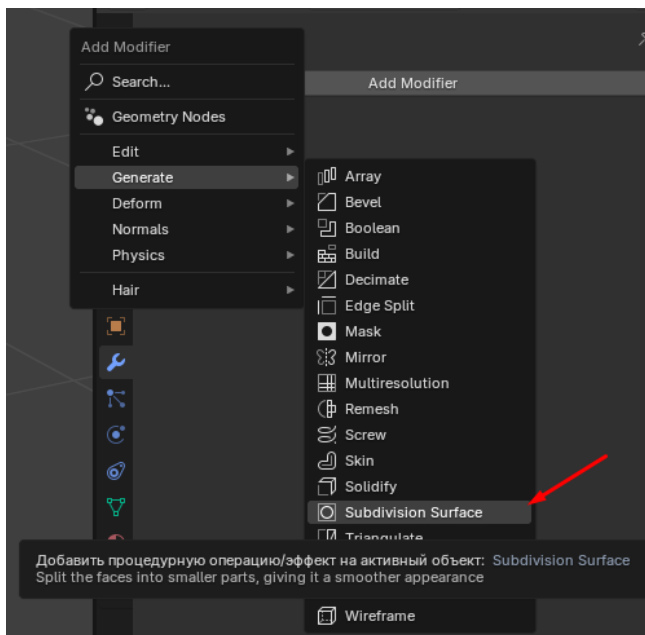 Add Modifier
Search...
Add Modifier
Geometry Nodes
Edit
Generate
Deform
Normals
Physics
Hair
Array
Bevel
Boolean
Build
Decimate
Edge Split
Mask
Mirror
Multiresolution
Remesh
Screw
Skin
Solidify
Subdivision Surface
Triangulate
Добавить процедурную операцию/эффект на активный объект: Subdivision Surface
Split the faces into smaller parts, giving it a smoother appearance
Wireframe